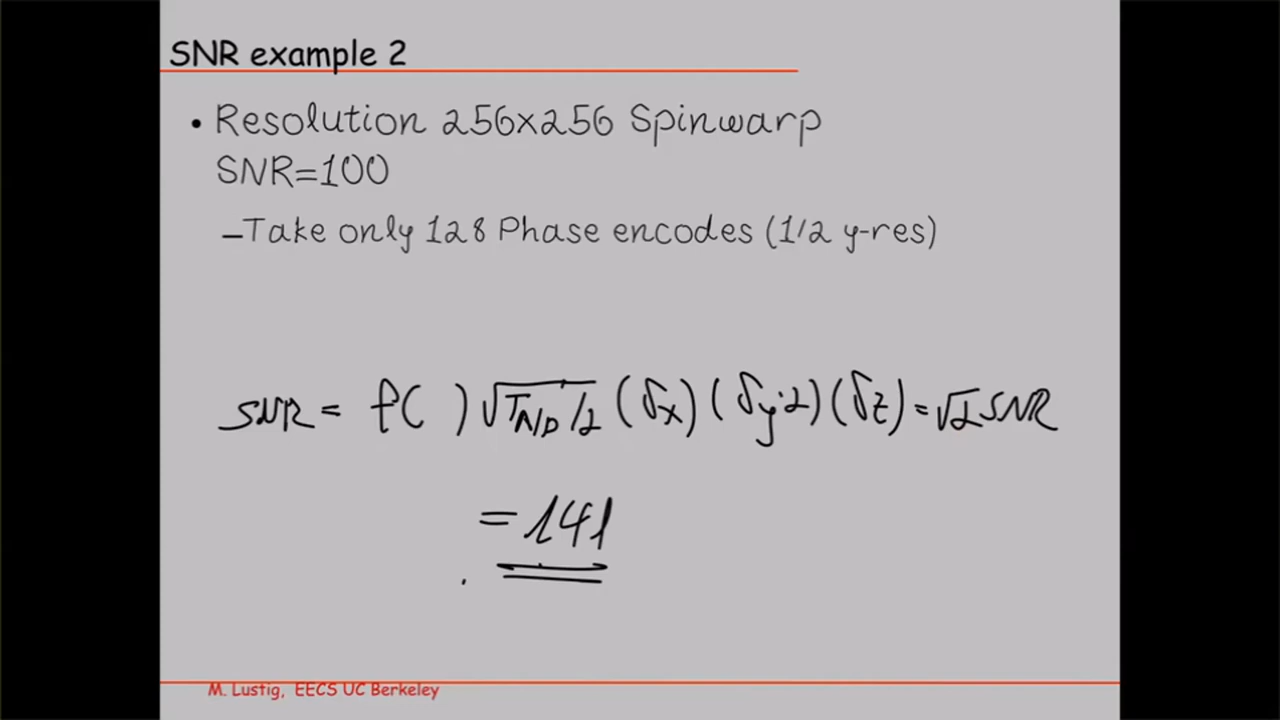 SNR example 2
• Resolution 256x256 Spinwarp
SNR=100
–Take only 128 Phase encodes (1/2 y-res)
SNR = f( ) √(T_A/D/2) (δx) (δy·2) (δz) = √2 SNR
= 141
M. Lustig, EECS UC Berkeley